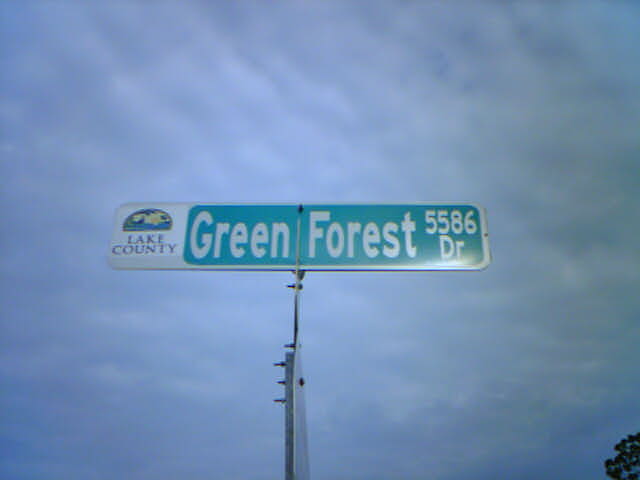 LAKE
COUNTY
Green Forest
5586
Dr